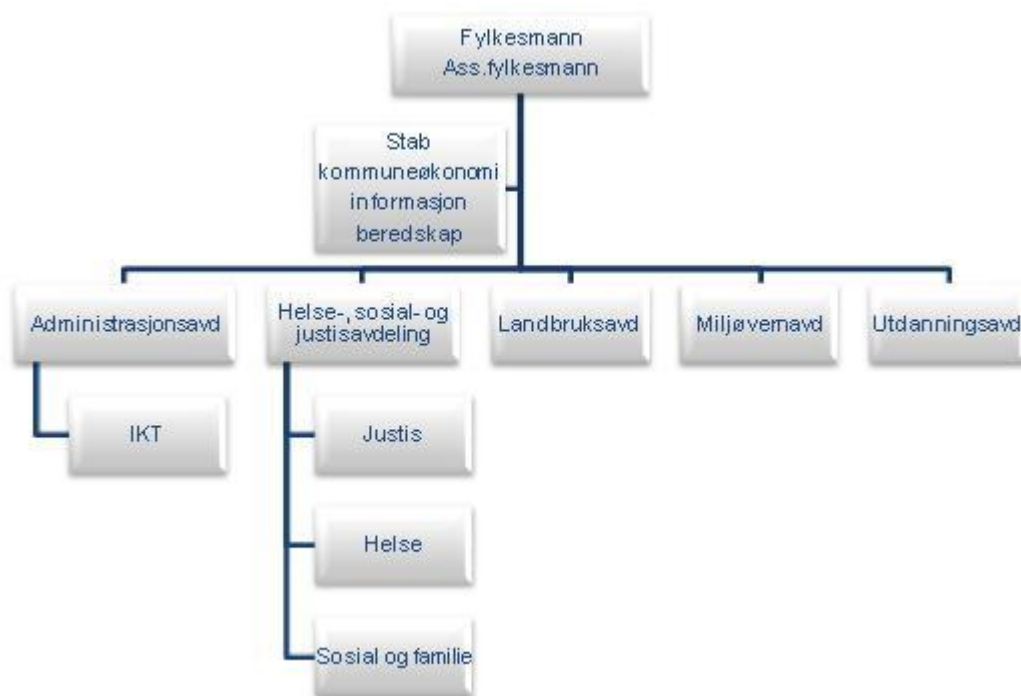 Fylkesmann
Ass.fylkesmann
Stab
kommuneøkonomi
informasjon
beredskap
Administrasjonsavd
Helse-, sosial- og
justisavdeling
Landbruksavd
Miljøvernavd
Utdanningsavd
IKT
Justis
Helse
Sosial og familie